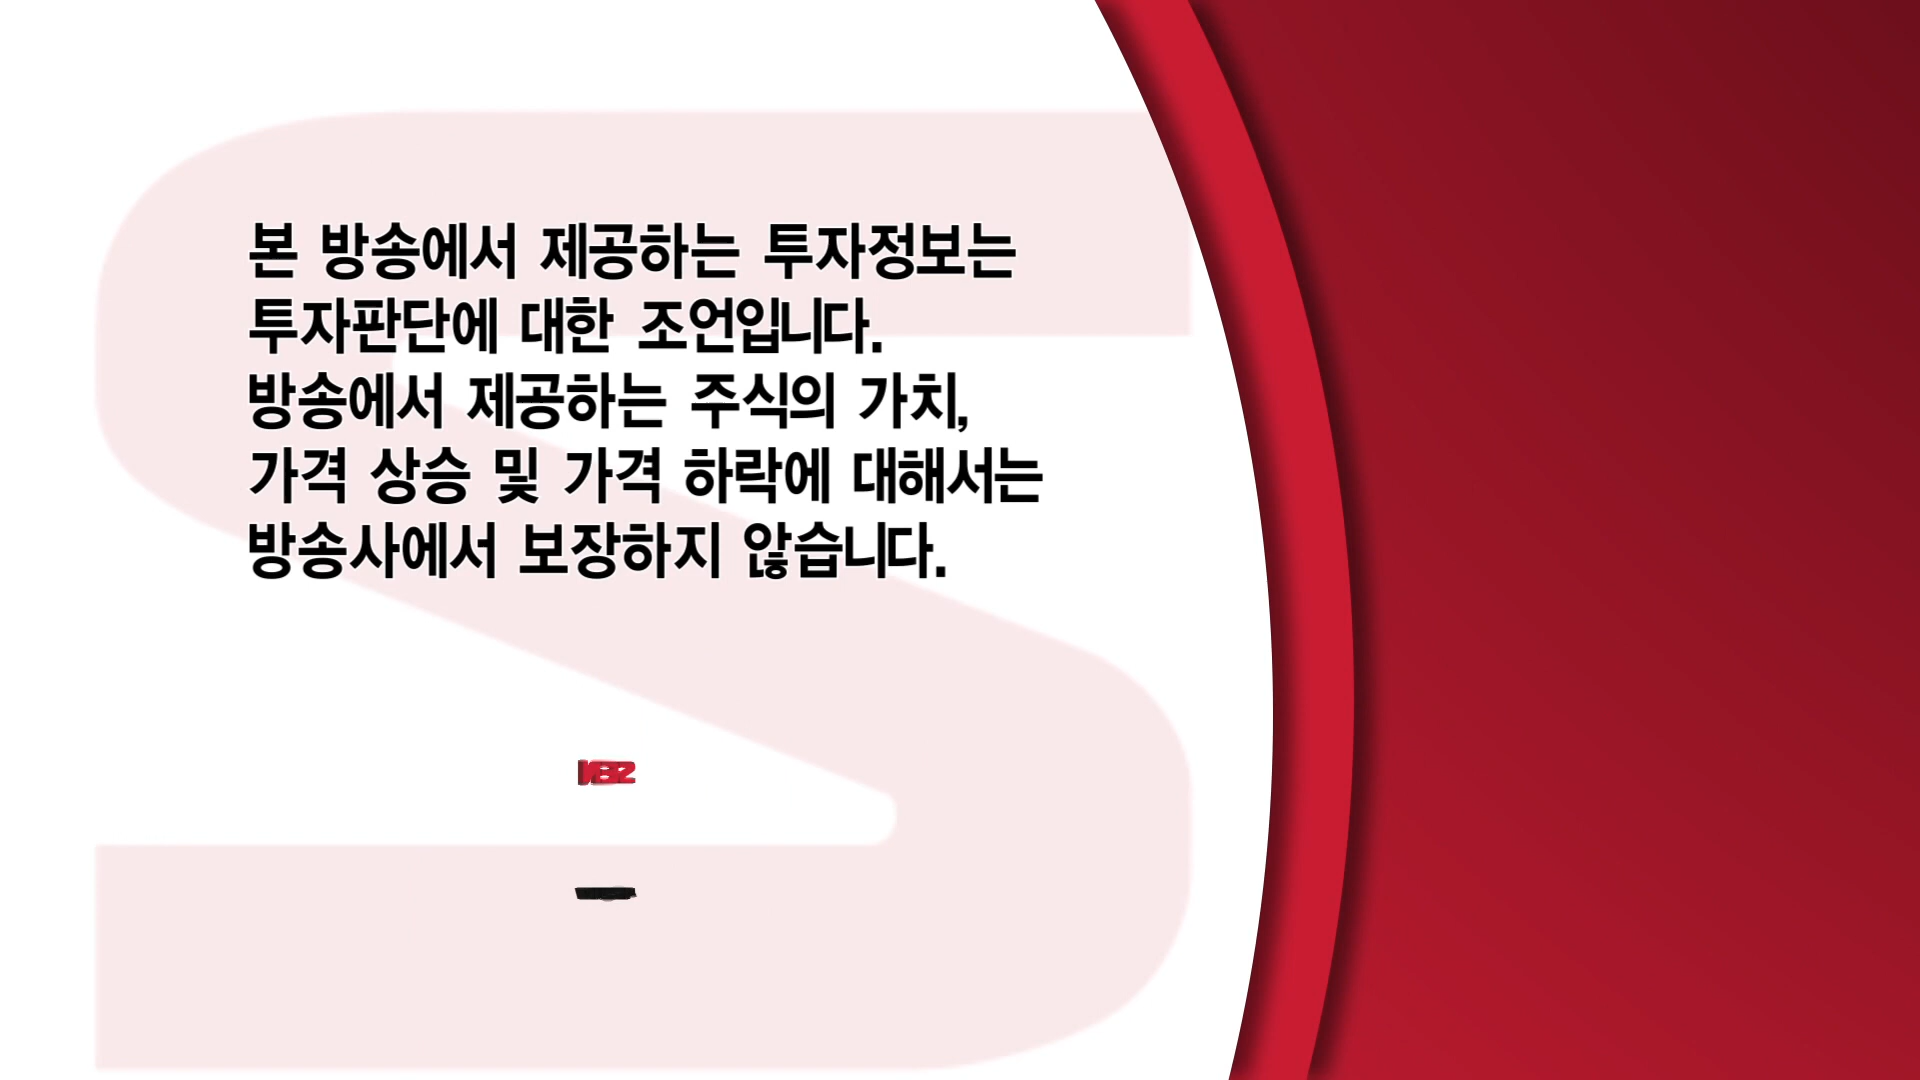 본 방송에서 제공하는 투자정보는
투자판단에 대한 조언입니다.
방송에서 제공하는 주식의 가치,
가격 상승 및 가격 하락에 대해서는
방송사에서 보장하지 않습니다.